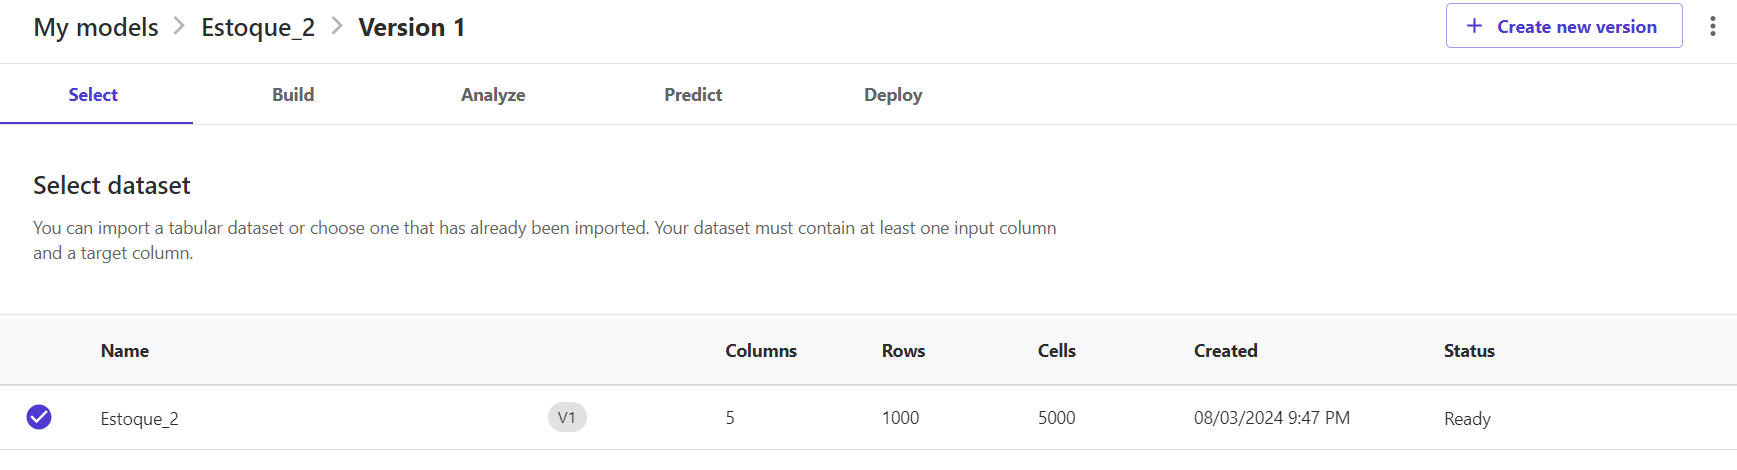 My models > Estoque_2 > Version 1
+ Create new version
Select Build Analyze Predict Deploy
Select dataset
You can import a tabular dataset or choose one that has already been imported. Your dataset must contain at least one input column
and a target column.
Name Columns Rows Cells Created Status
Estoque_2 V1 5 1000 5000 08/03/2024 9:47 PM Ready